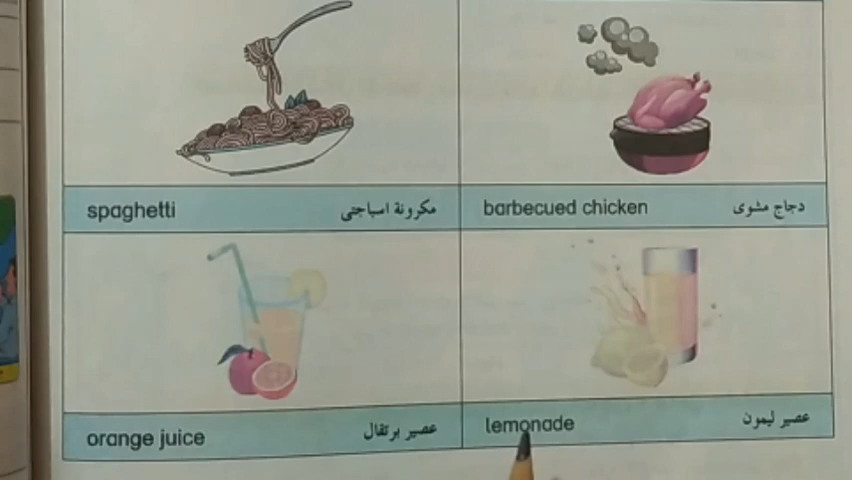 spaghetti مكرونة اسباجتى
barbecued chicken دجاج مشوى
orange juice عصير برتقال
lemonade عصير ليمون